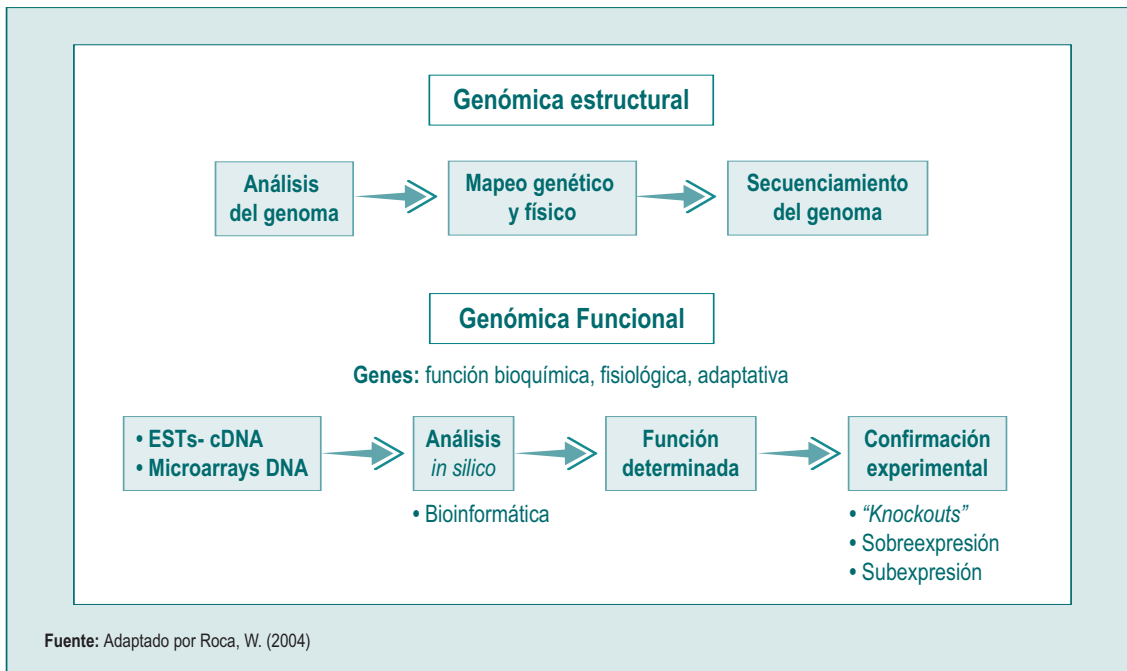 Genómica estructural
Análisis
del genoma
Mapeo genético
y físico
Secuenciamiento
del genoma
Genómica Funcional
Genes: función bioquímica, fisiológica, adaptativa
• ESTs- cDNA
• Microarrays DNA
Análisis
in silico
• Bioinformática
Función
determinada
Confirmación
experimental
• “Knockouts”
• Sobreexpresión
• Subexpresión
Fuente: Adaptado por Roca, W. (2004)